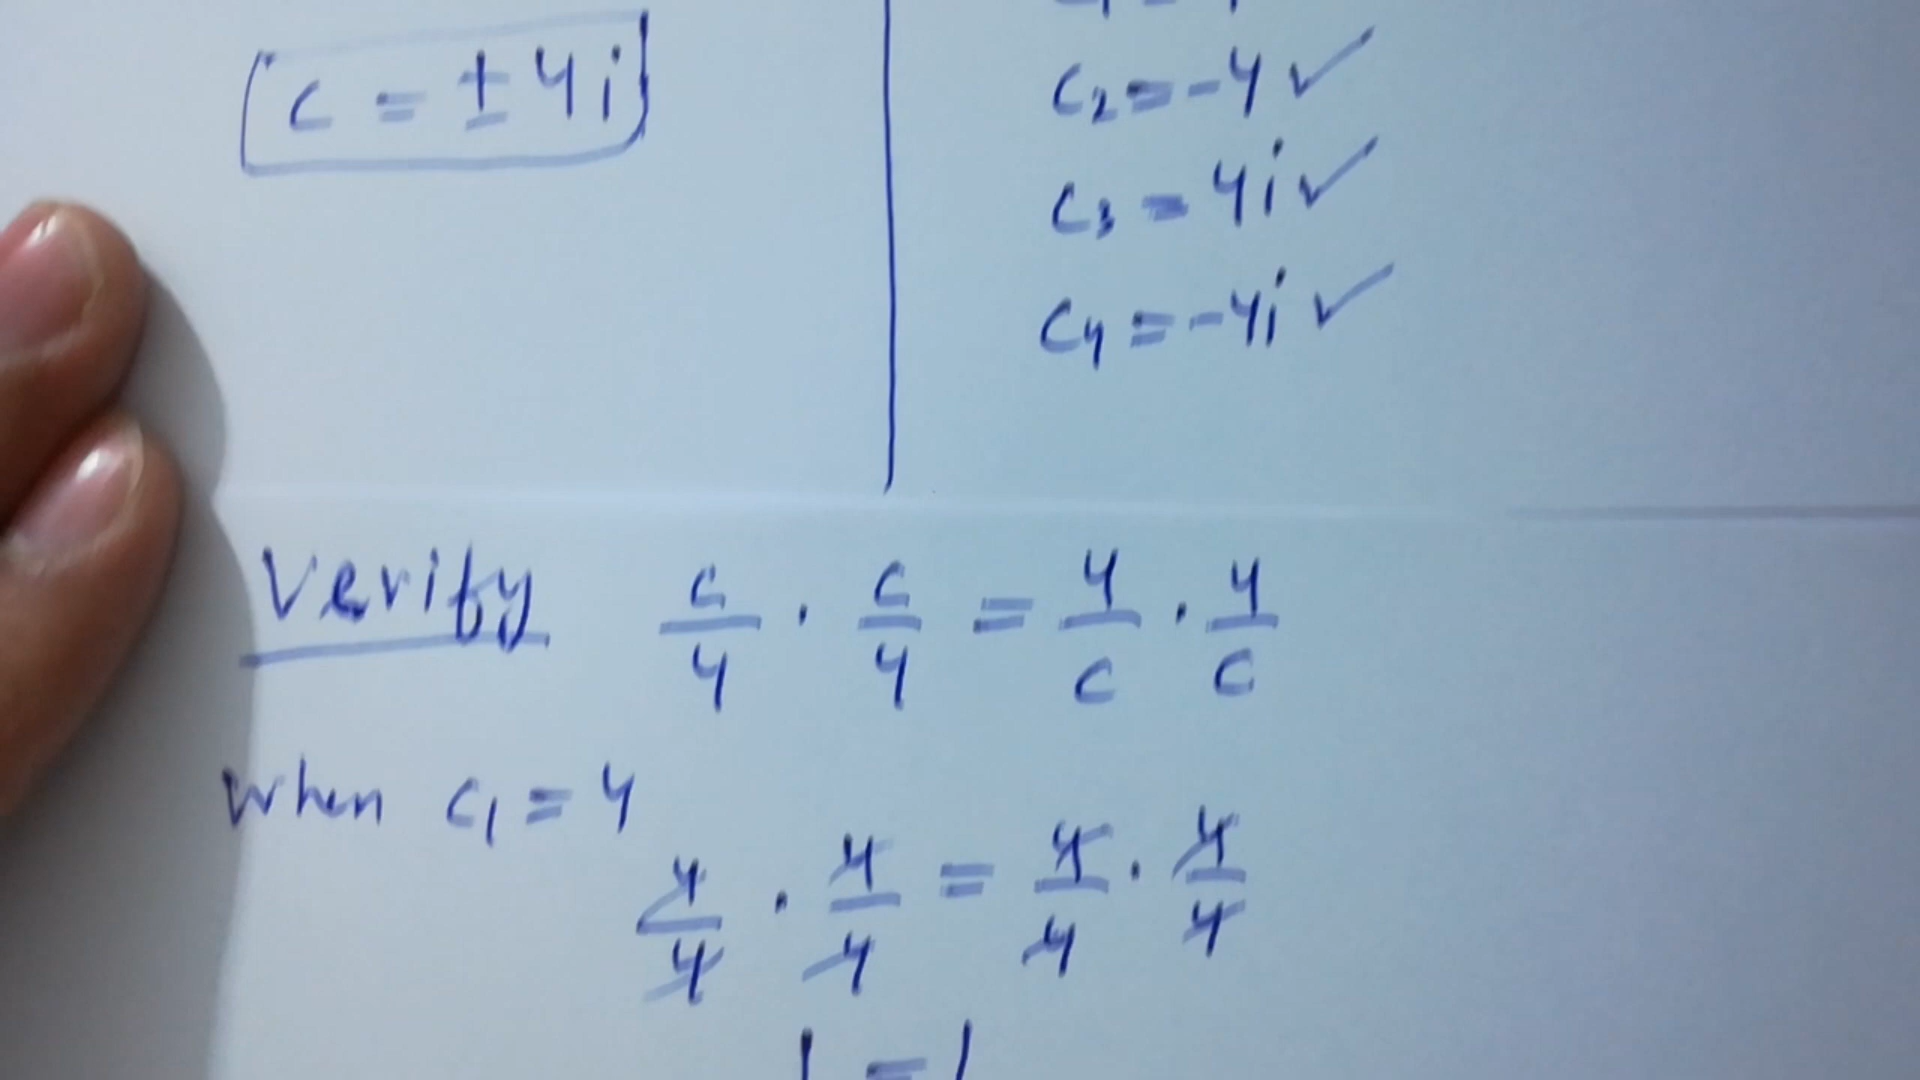 c = ± 4i
c₂ = -4 ✓
c₃ = 4i ✓
c₄ = -4i ✓
Verify c/4 · c/4 = 4/c · 4/c
When c₁ = 4
4/4 · 4/4 = 4/4 · 4/4
1 = 1